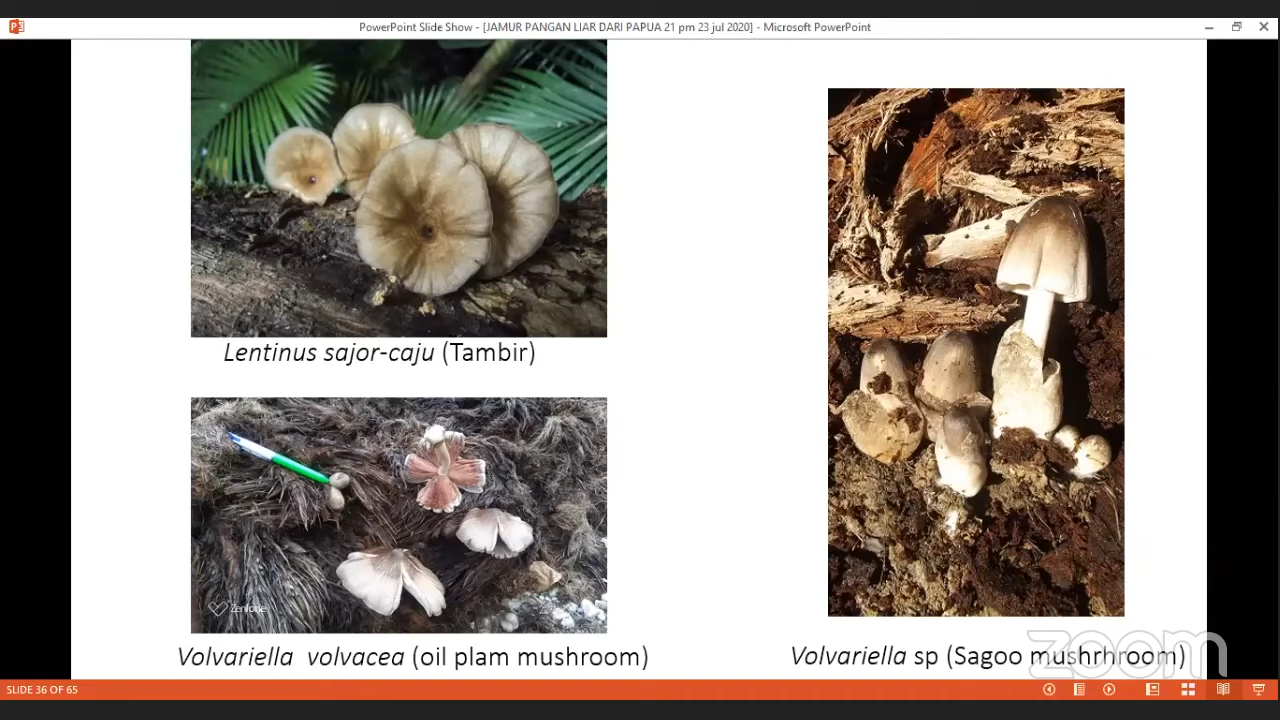 PowerPoint Slide Show - [JAMUR PANGAN LIAR DARI PAPUA 21 pm 23 jul 2020] - Microsoft PowerPoint
Lentinus sajor-caju (Tambir)
Zenfone
Volvariella volvacea (oil plam mushroom)
Volvariella sp (Sagoo mushrhroom)
zoom
SLIDE 36 OF 65